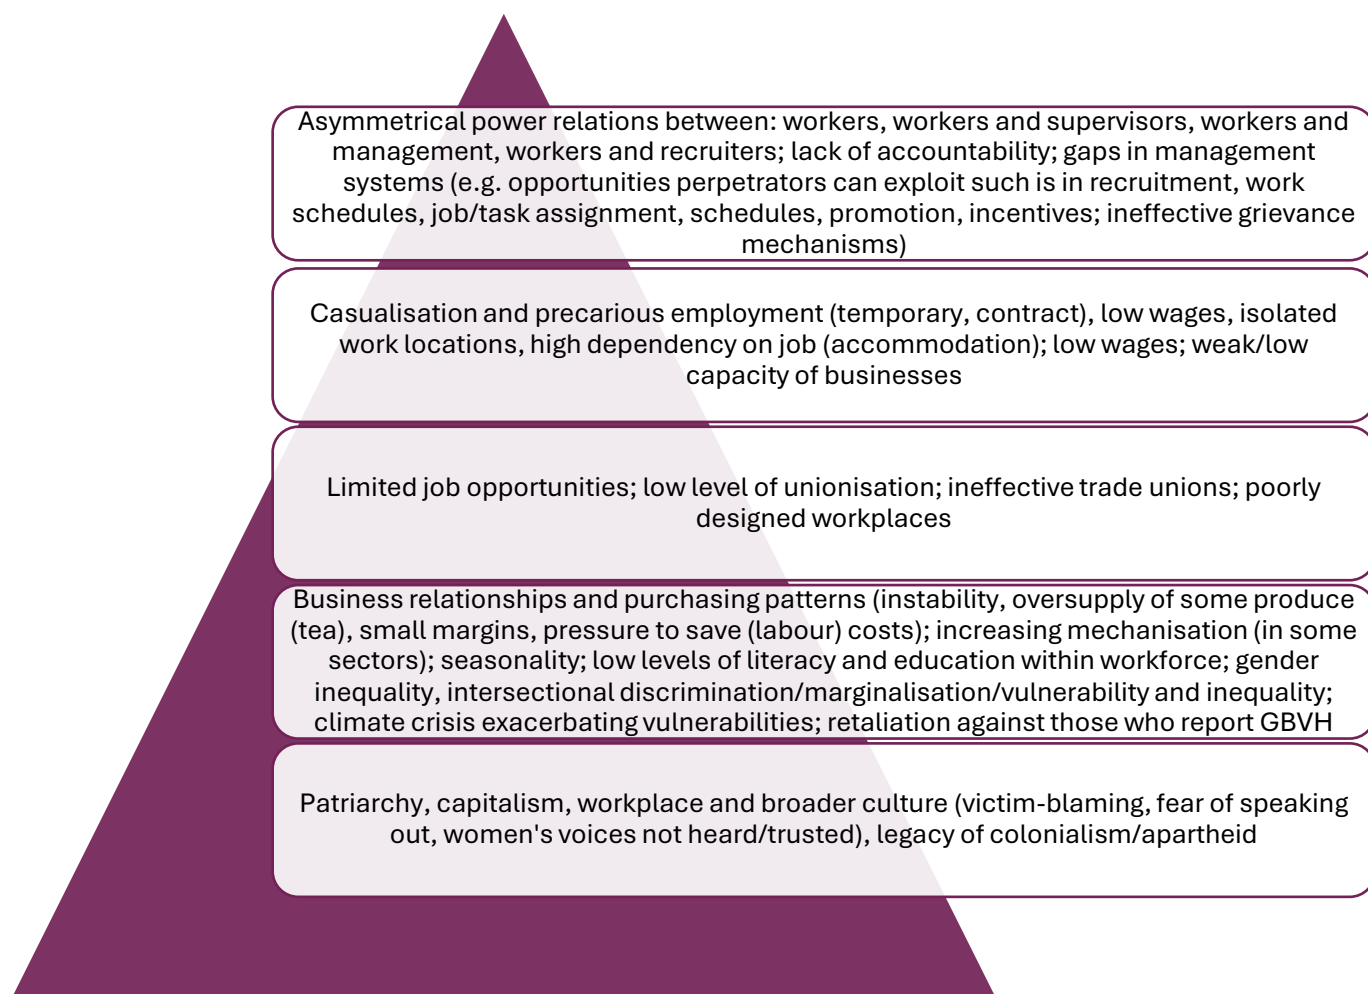 Asymmetrical power relations between: workers, workers and supervisors, workers and
management, workers and recruiters; lack of accountability; gaps in management
systems (e.g. opportunities perpetrators can exploit such is in recruitment, work
schedules, job/task assignment, schedules, promotion, incentives; ineffective grievance
mechanisms)
Casualisation and precarious employment (temporary, contract), low wages, isolated
work locations, high dependency on job (accommodation); low wages; weak/low
capacity of businesses
Limited job opportunities; low level of unionisation; ineffective trade unions; poorly
designed workplaces
Business relationships and purchasing patterns (instability, oversupply of some produce
(tea), small margins, pressure to save (labour) costs); increasing mechanisation (in some
sectors); seasonality; low levels of literacy and education within workforce; gender
inequality, intersectional discrimination/marginalisation/vulnerability and inequality;
climate crisis exacerbating vulnerabilities; retaliation against those who report GBVH
Patriarchy, capitalism, workplace and broader culture (victim-blaming, fear of speaking
out, women's voices not heard/trusted), legacy of colonialism/apartheid